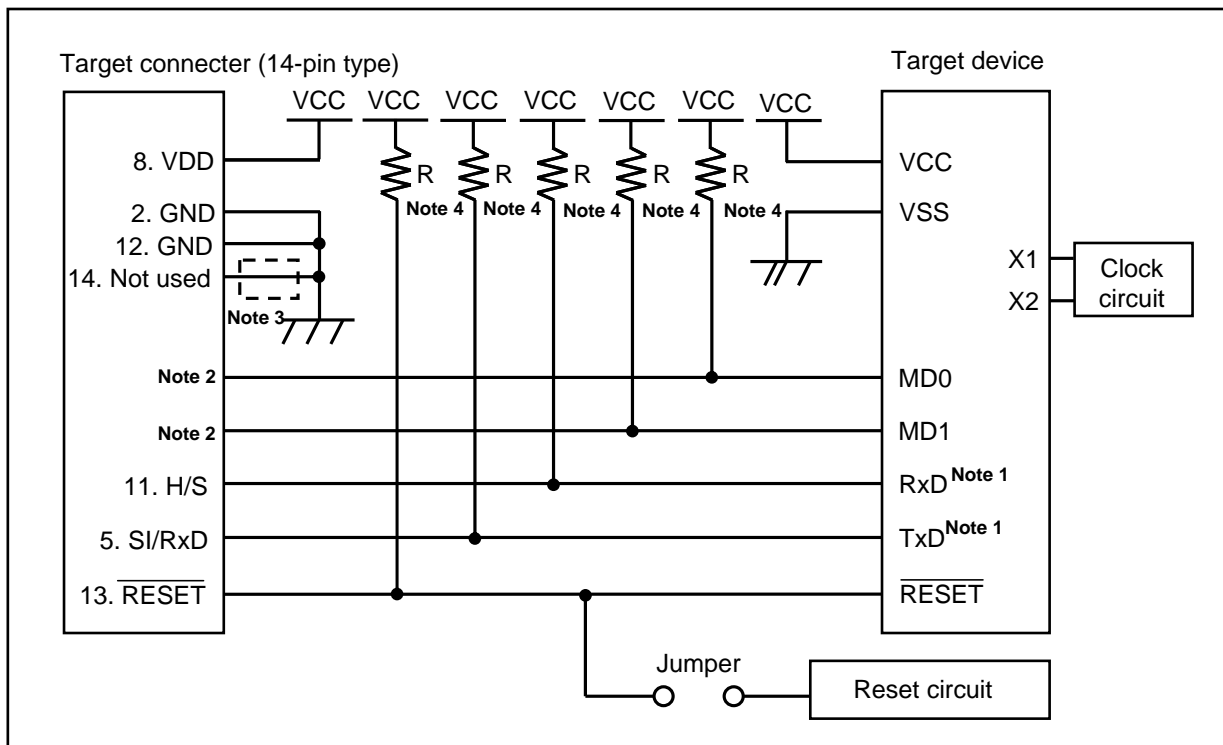 Target connecter (14-pin type)
Target device
VCC VCC VCC VCC VCC VCC VCC
8. VDD
R R R R R
VCC
Note 4 Note 4 Note 4 Note 4 Note 4
2. GND
VSS
12. GND
14. Not used
X1
Clock
circuit
X2
Note 3
Note 2
MD0
Note 2
MD1
11. H/S
RxD Note 1
5. SI/RxD
TxD Note 1
13. RESET
RESET
Jumper
Reset circuit